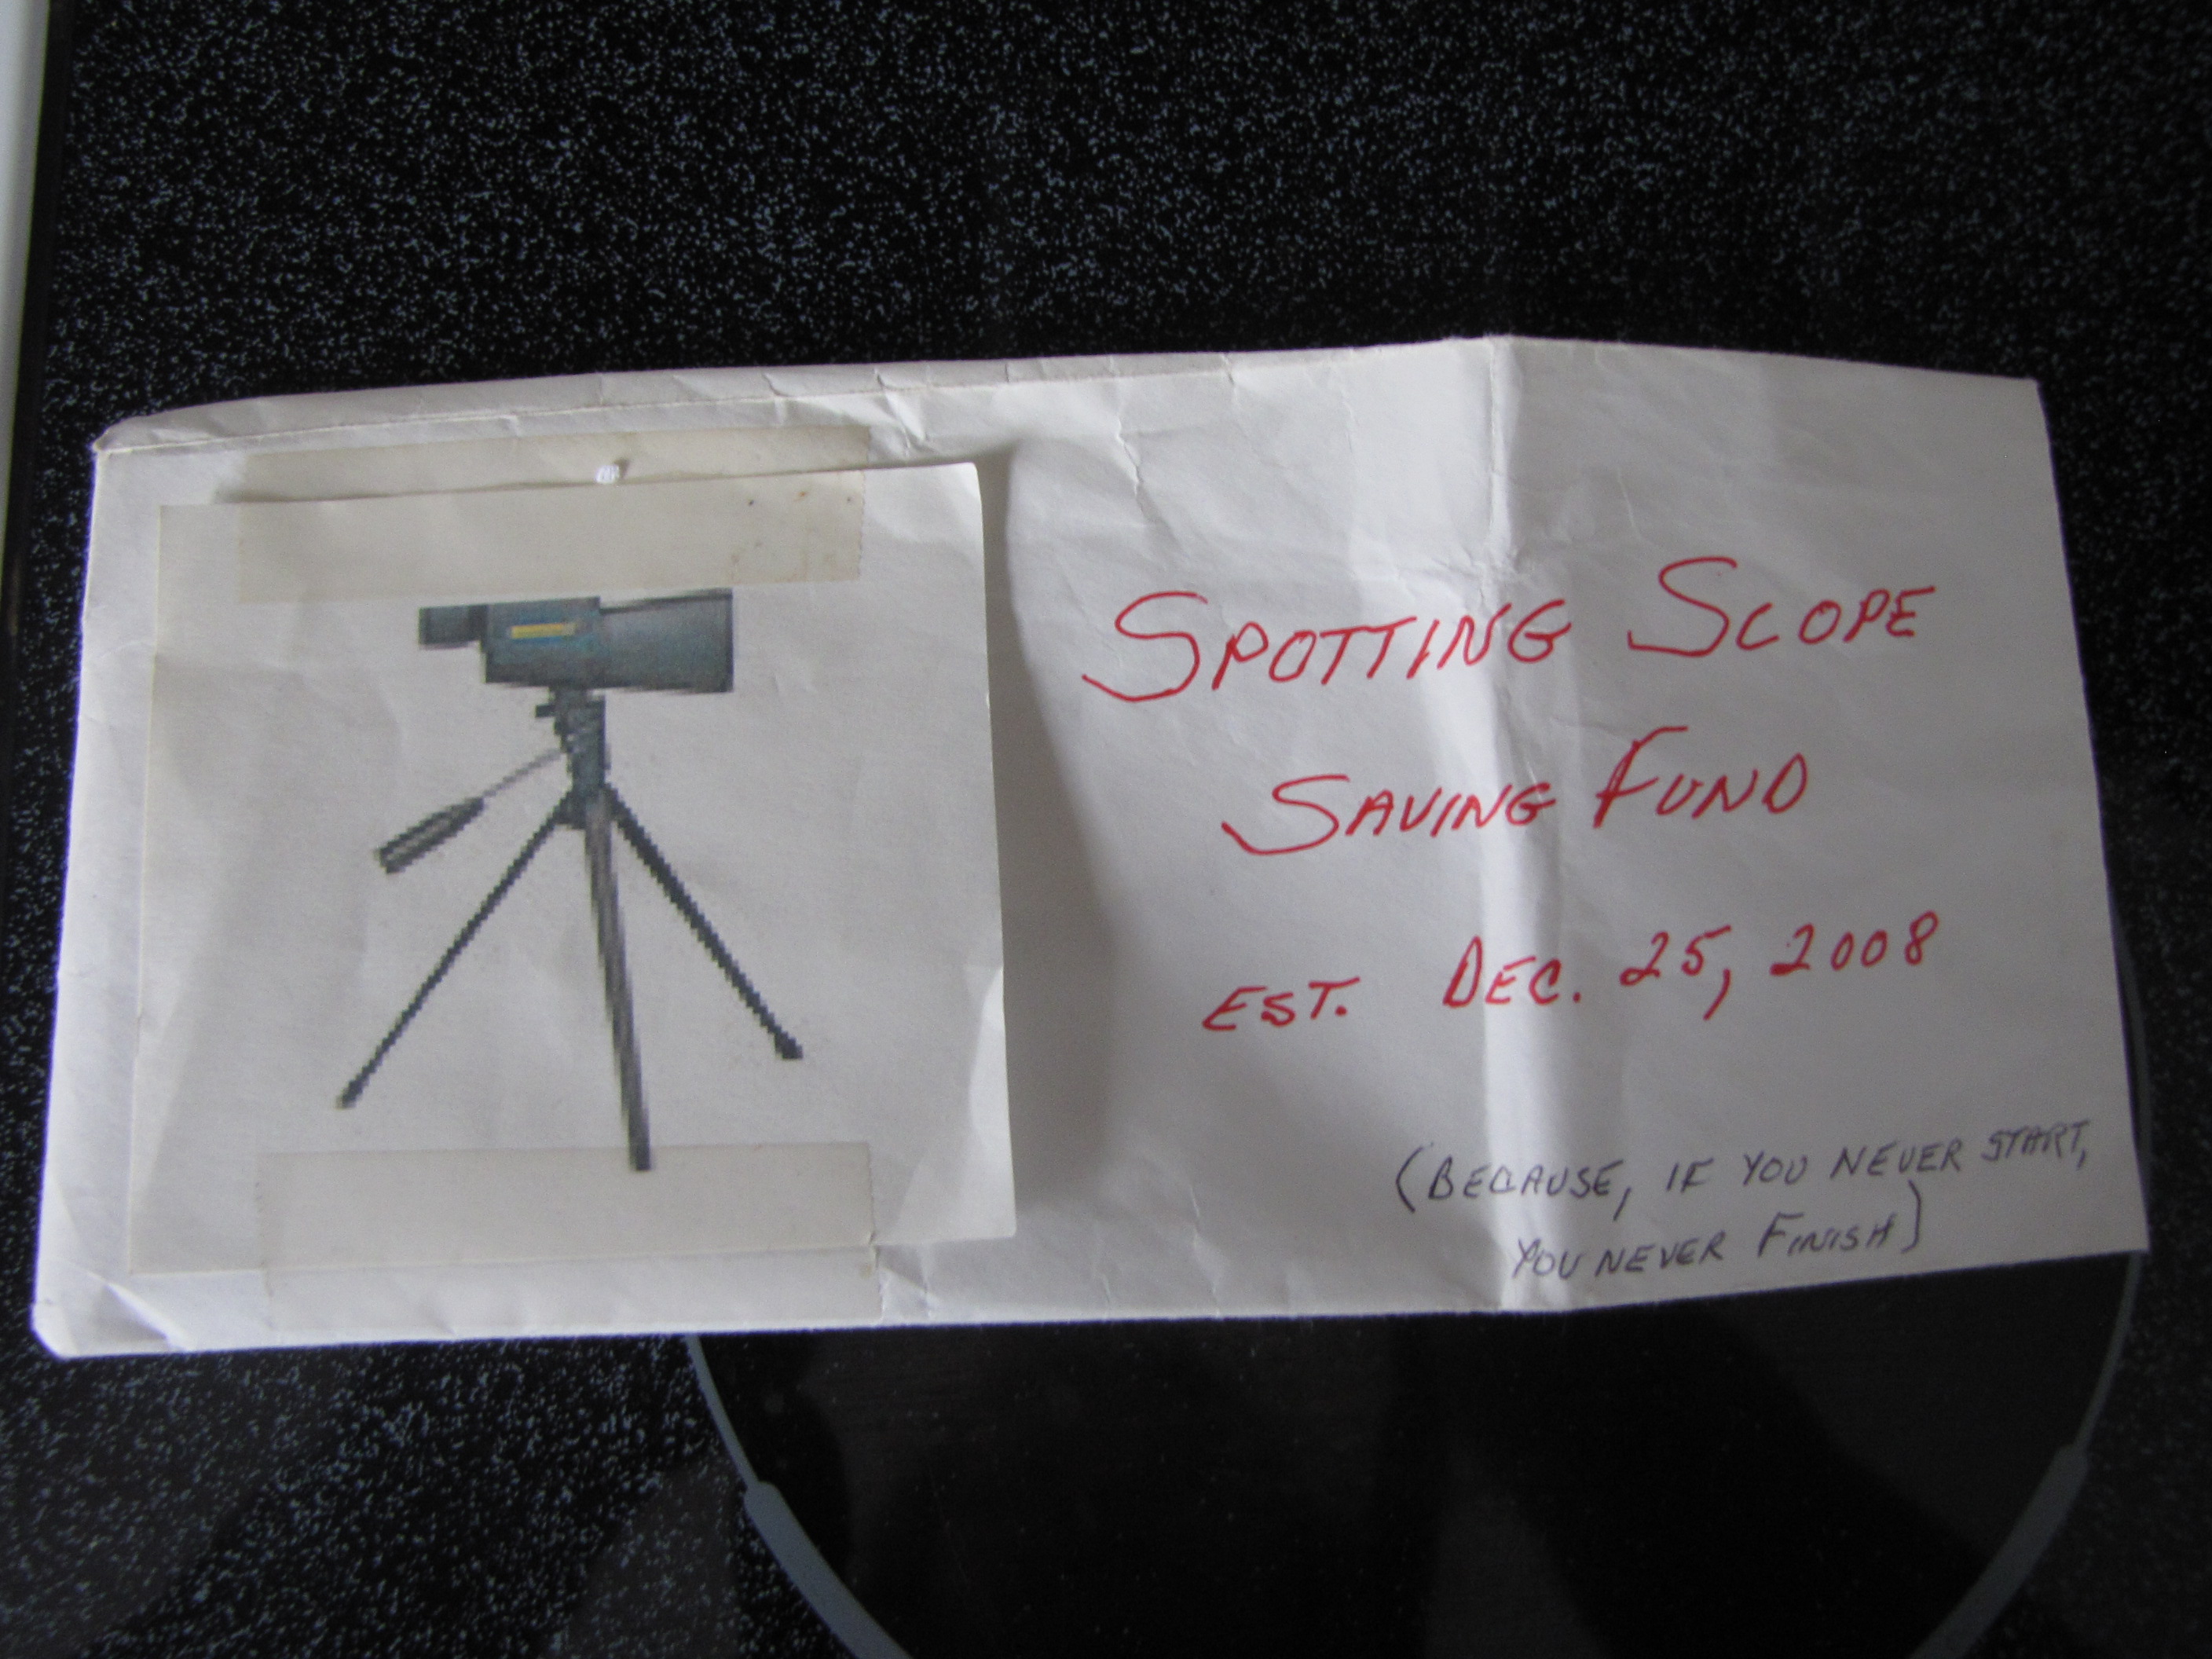 SPOTTING SCOPE
SAVING FUND
EST. DEC. 25, 2008
(BECAUSE, IF YOU NEVER START,
YOU NEVER FINISH)